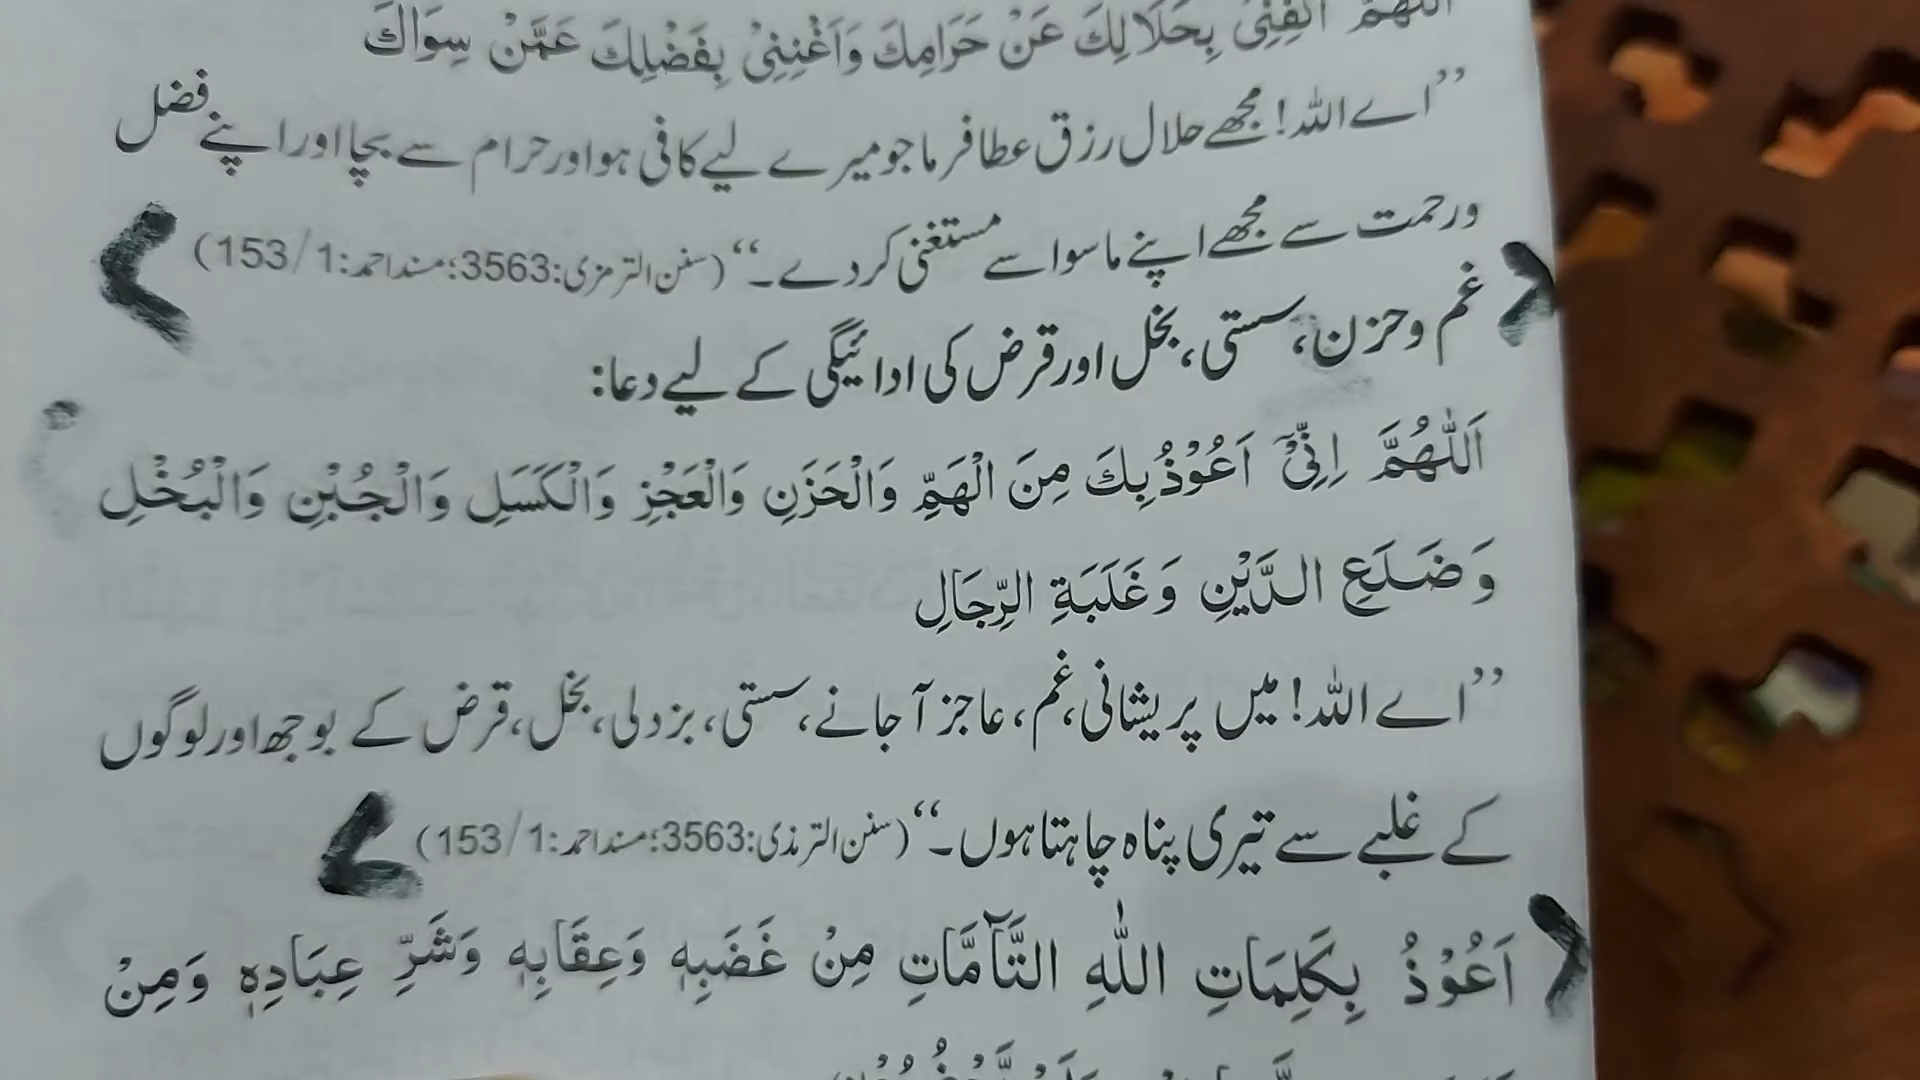 اَللّٰهُمَّ اكْفِنِیْ بِحَلَالِكَ عَنْ حَرَامِكَ وَاَغْنِنِیْ بِفَضْلِكَ عَمَّنْ سِوَاكَ
’’اے اللہ! مجھے حلال رزق عطا فرما جو میرے لیے کافی ہو اور حرام سے بچا اور اپنے فضل
ورحمت سے مجھے اپنے ماسوا سے مستغنی کر دے۔‘‘ (سنن الترمزی:3563؛ مسند احمد:1/153)
غم وحزن، سستی، بخل اور قرض کی ادائیگی کے لیے دعا:
اَللّٰهُمَّ اِنِّیْٓ اَعُوْذُ بِكَ مِنَ الْهَمِّ وَالْحَزَنِ وَالْعَجْزِ وَالْكَسَلِ وَالْجُبْنِ وَالْبُخْلِ
وَضَلَعِ الدَّيْنِ وَغَلَبَةِ الرِّجَالِ
’’اے اللہ! میں پریشانی، غم، عاجز آ جانے، سستی، بزدلی، بخل، قرض کے بوجھ اور لوگوں
کے غلبے سے تیری پناہ چاہتا ہوں۔‘‘ (سنن الترمذی:3563؛ مسند احمد:1/153)
اَعُوْذُ بِكَلِمَاتِ اللّٰهِ التَّآمَّاتِ مِنْ غَضَبِهٖ وَعِقَابِهٖ وَشَرِّ عِبَادِهٖ وَمِنْ